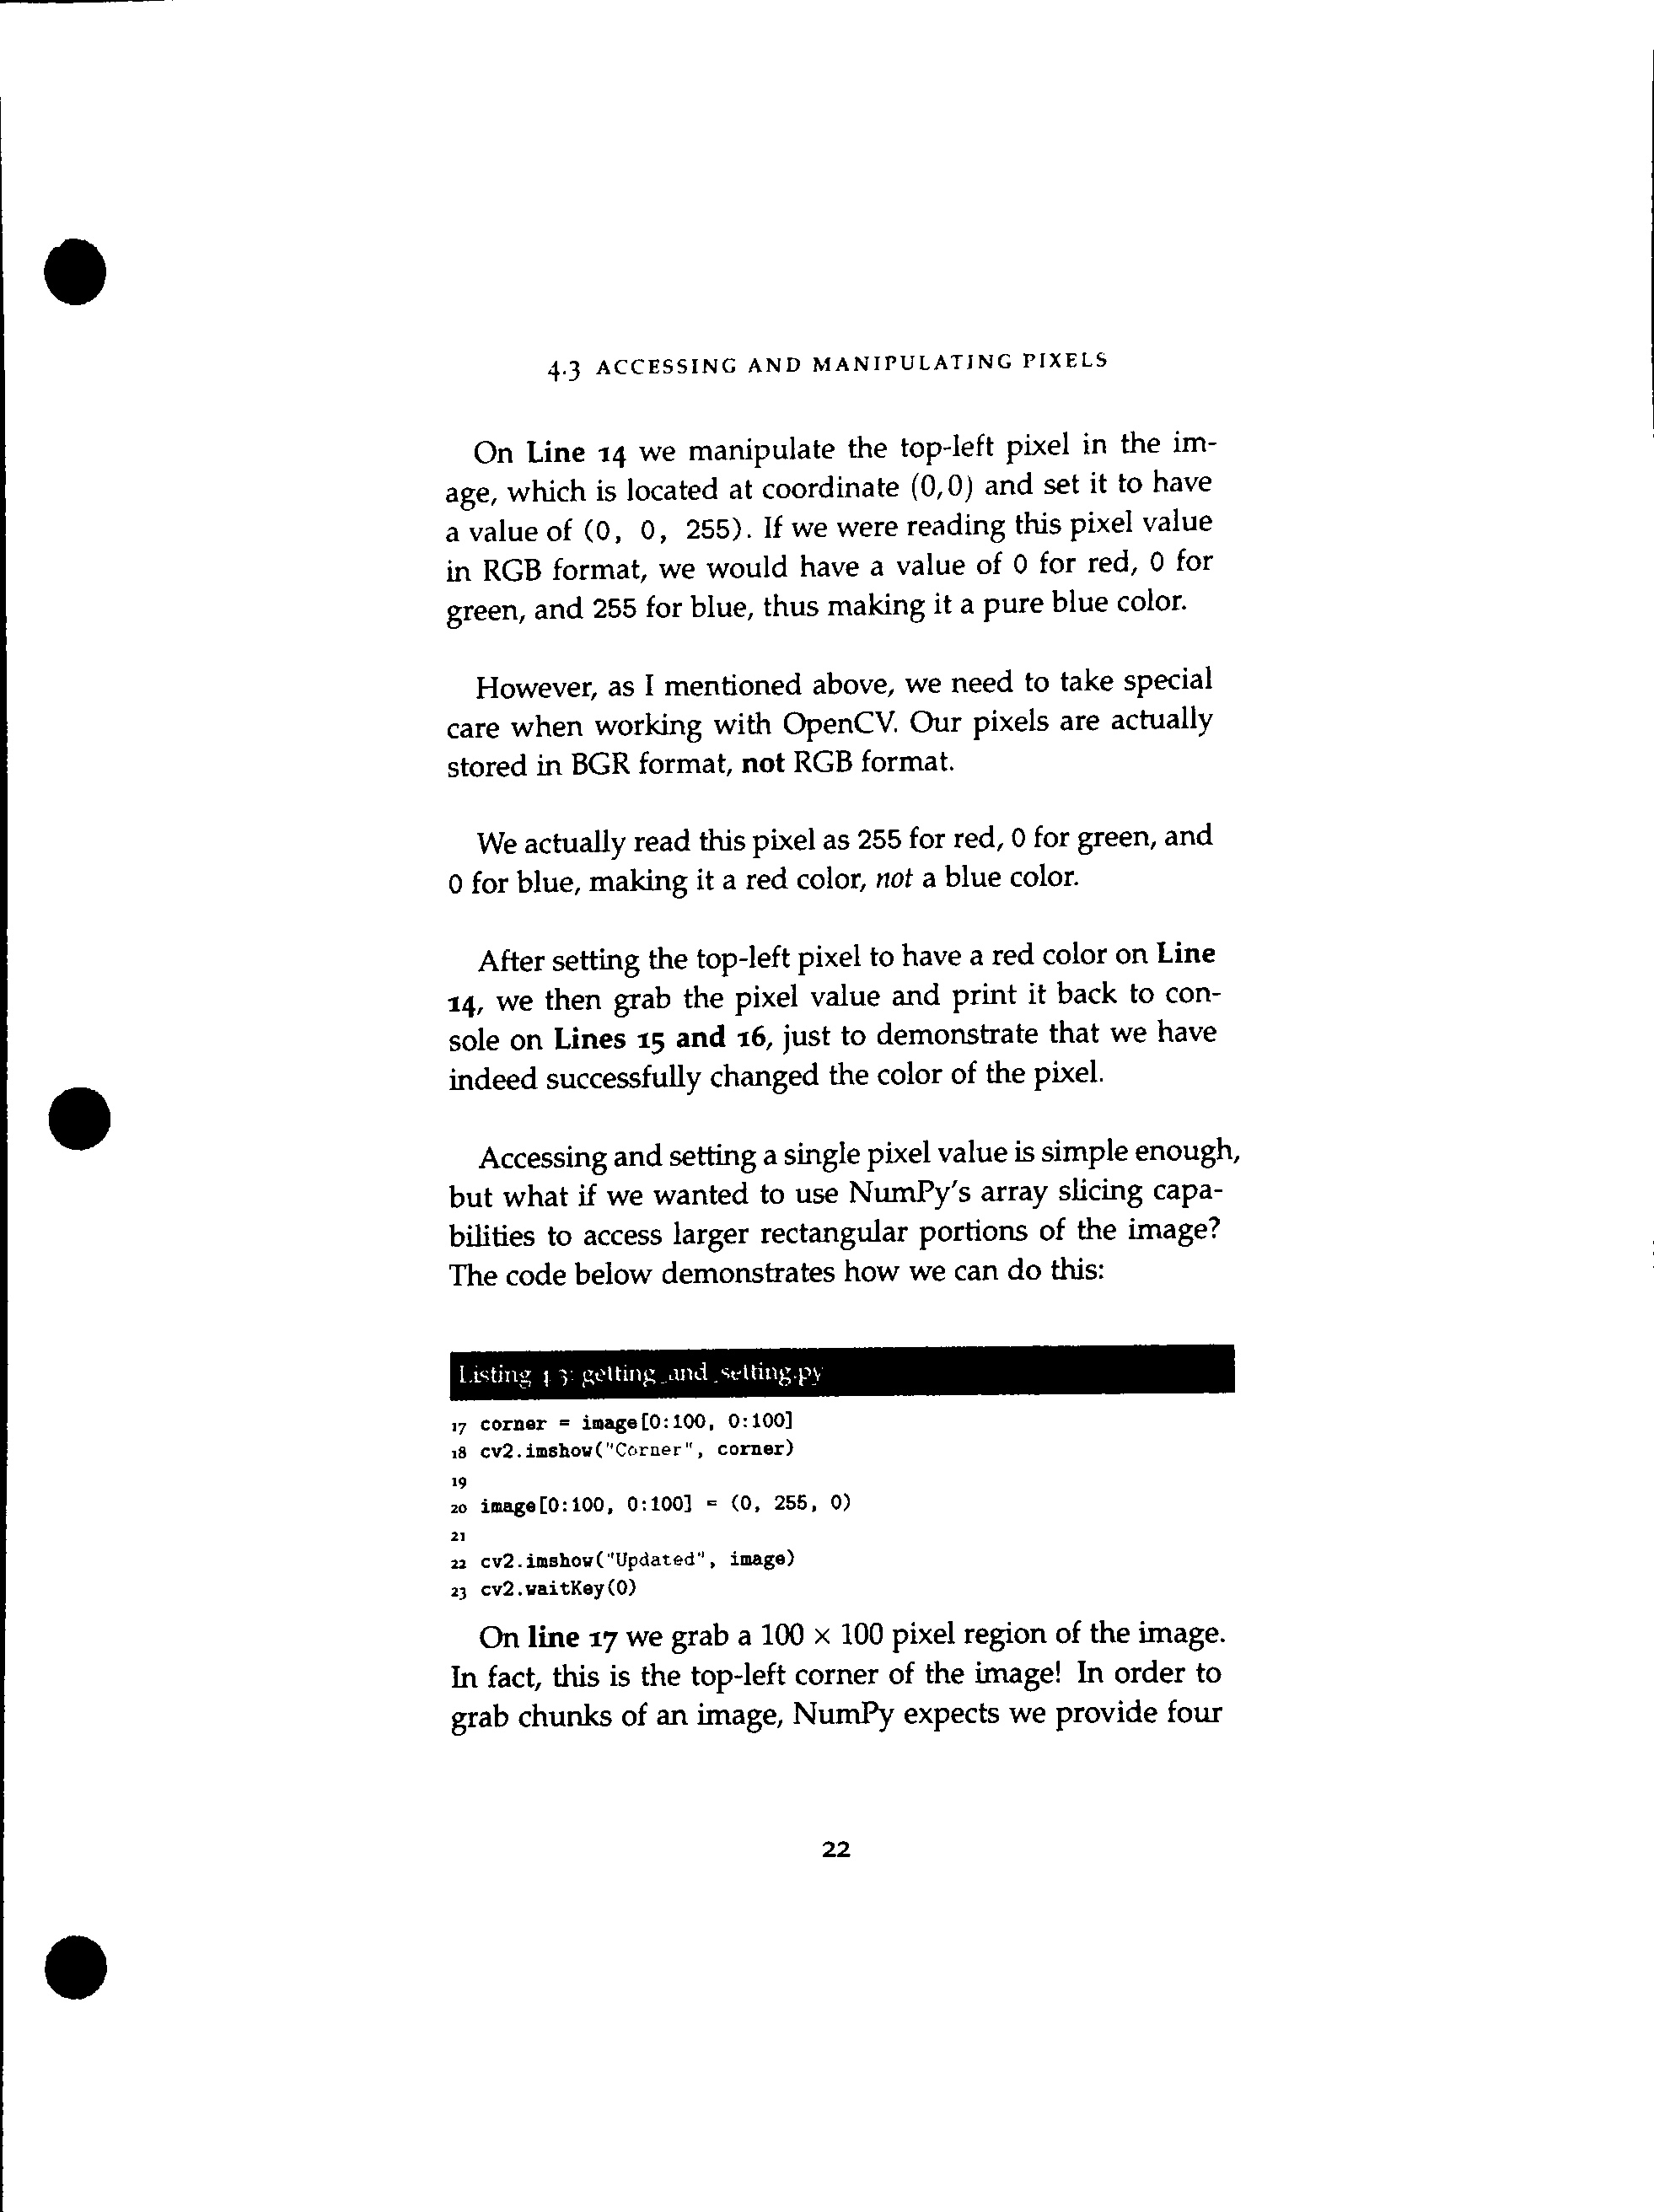 4.3 ACCESSING AND MANIPULATING PIXELS
On Line 14 we manipulate the top-left pixel in the im-
age, which is located at coordinate (0,0) and set it to have
a value of (0, 0, 255). If we were reading this pixel value
in RGB format, we would have a value of 0 for red, 0 for
green, and 255 for blue, thus making it a pure blue color.
However, as I mentioned above, we need to take special
care when working with OpenCV. Our pixels are actually
stored in BGR format, not RGB format.
We actually read this pixel as 255 for red, 0 for green, and
0 for blue, making it a red color, not a blue color.
After setting the top-left pixel to have a red color on Line
14, we then grab the pixel value and print it back to con-
sole on Lines 15 and 16, just to demonstrate that we have
indeed successfully changed the color of the pixel.
Accessing and setting a single pixel value is simple enough,
but what if we wanted to use NumPy's array slicing capa-
bilities to access larger rectangular portions of the image?
The code below demonstrates how we can do this:
Listing 4.3: getting_and_setting.py
17 corner = image[0:100, 0:100]
18 cv2.imshow("Corner", corner)
19
20 image[0:100, 0:100] = (0, 255, 0)
21
22 cv2.imshow("Updated", image)
23 cv2.waitKey(0)
On line 17 we grab a 100 × 100 pixel region of the image.
In fact, this is the top-left corner of the image! In order to
grab chunks of an image, NumPy expects we provide four
22